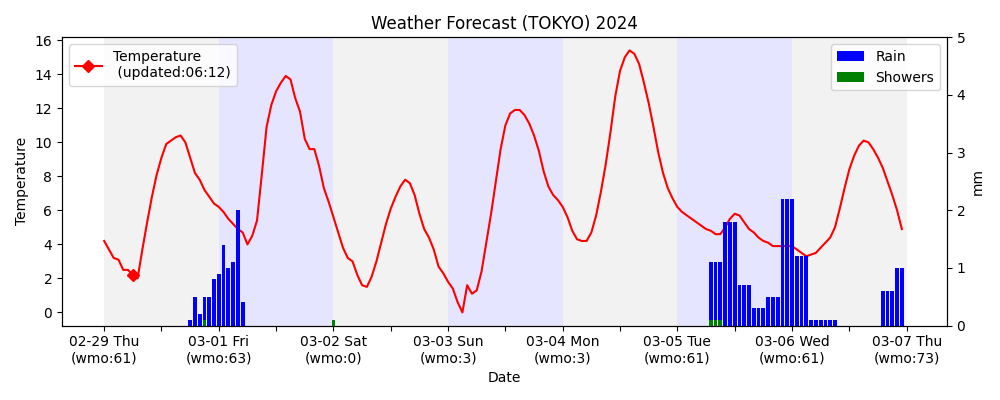 Weather Forecast (TOKYO) 2024
Temperature
(updated:06:12)
Rain
Showers
16
14
12
10
8
6
4
2
0
Temperature
5
4
3
2
1
0
mm
02-29 Thu 03-01 Fri 03-02 Sat 03-03 Sun 03-04 Mon 03-05 Tue 03-06 Wed 03-07 Thu
(wmo:61) (wmo:63) (wmo:0) (wmo:3) (wmo:3) (wmo:61) (wmo:61) (wmo:73)
Date